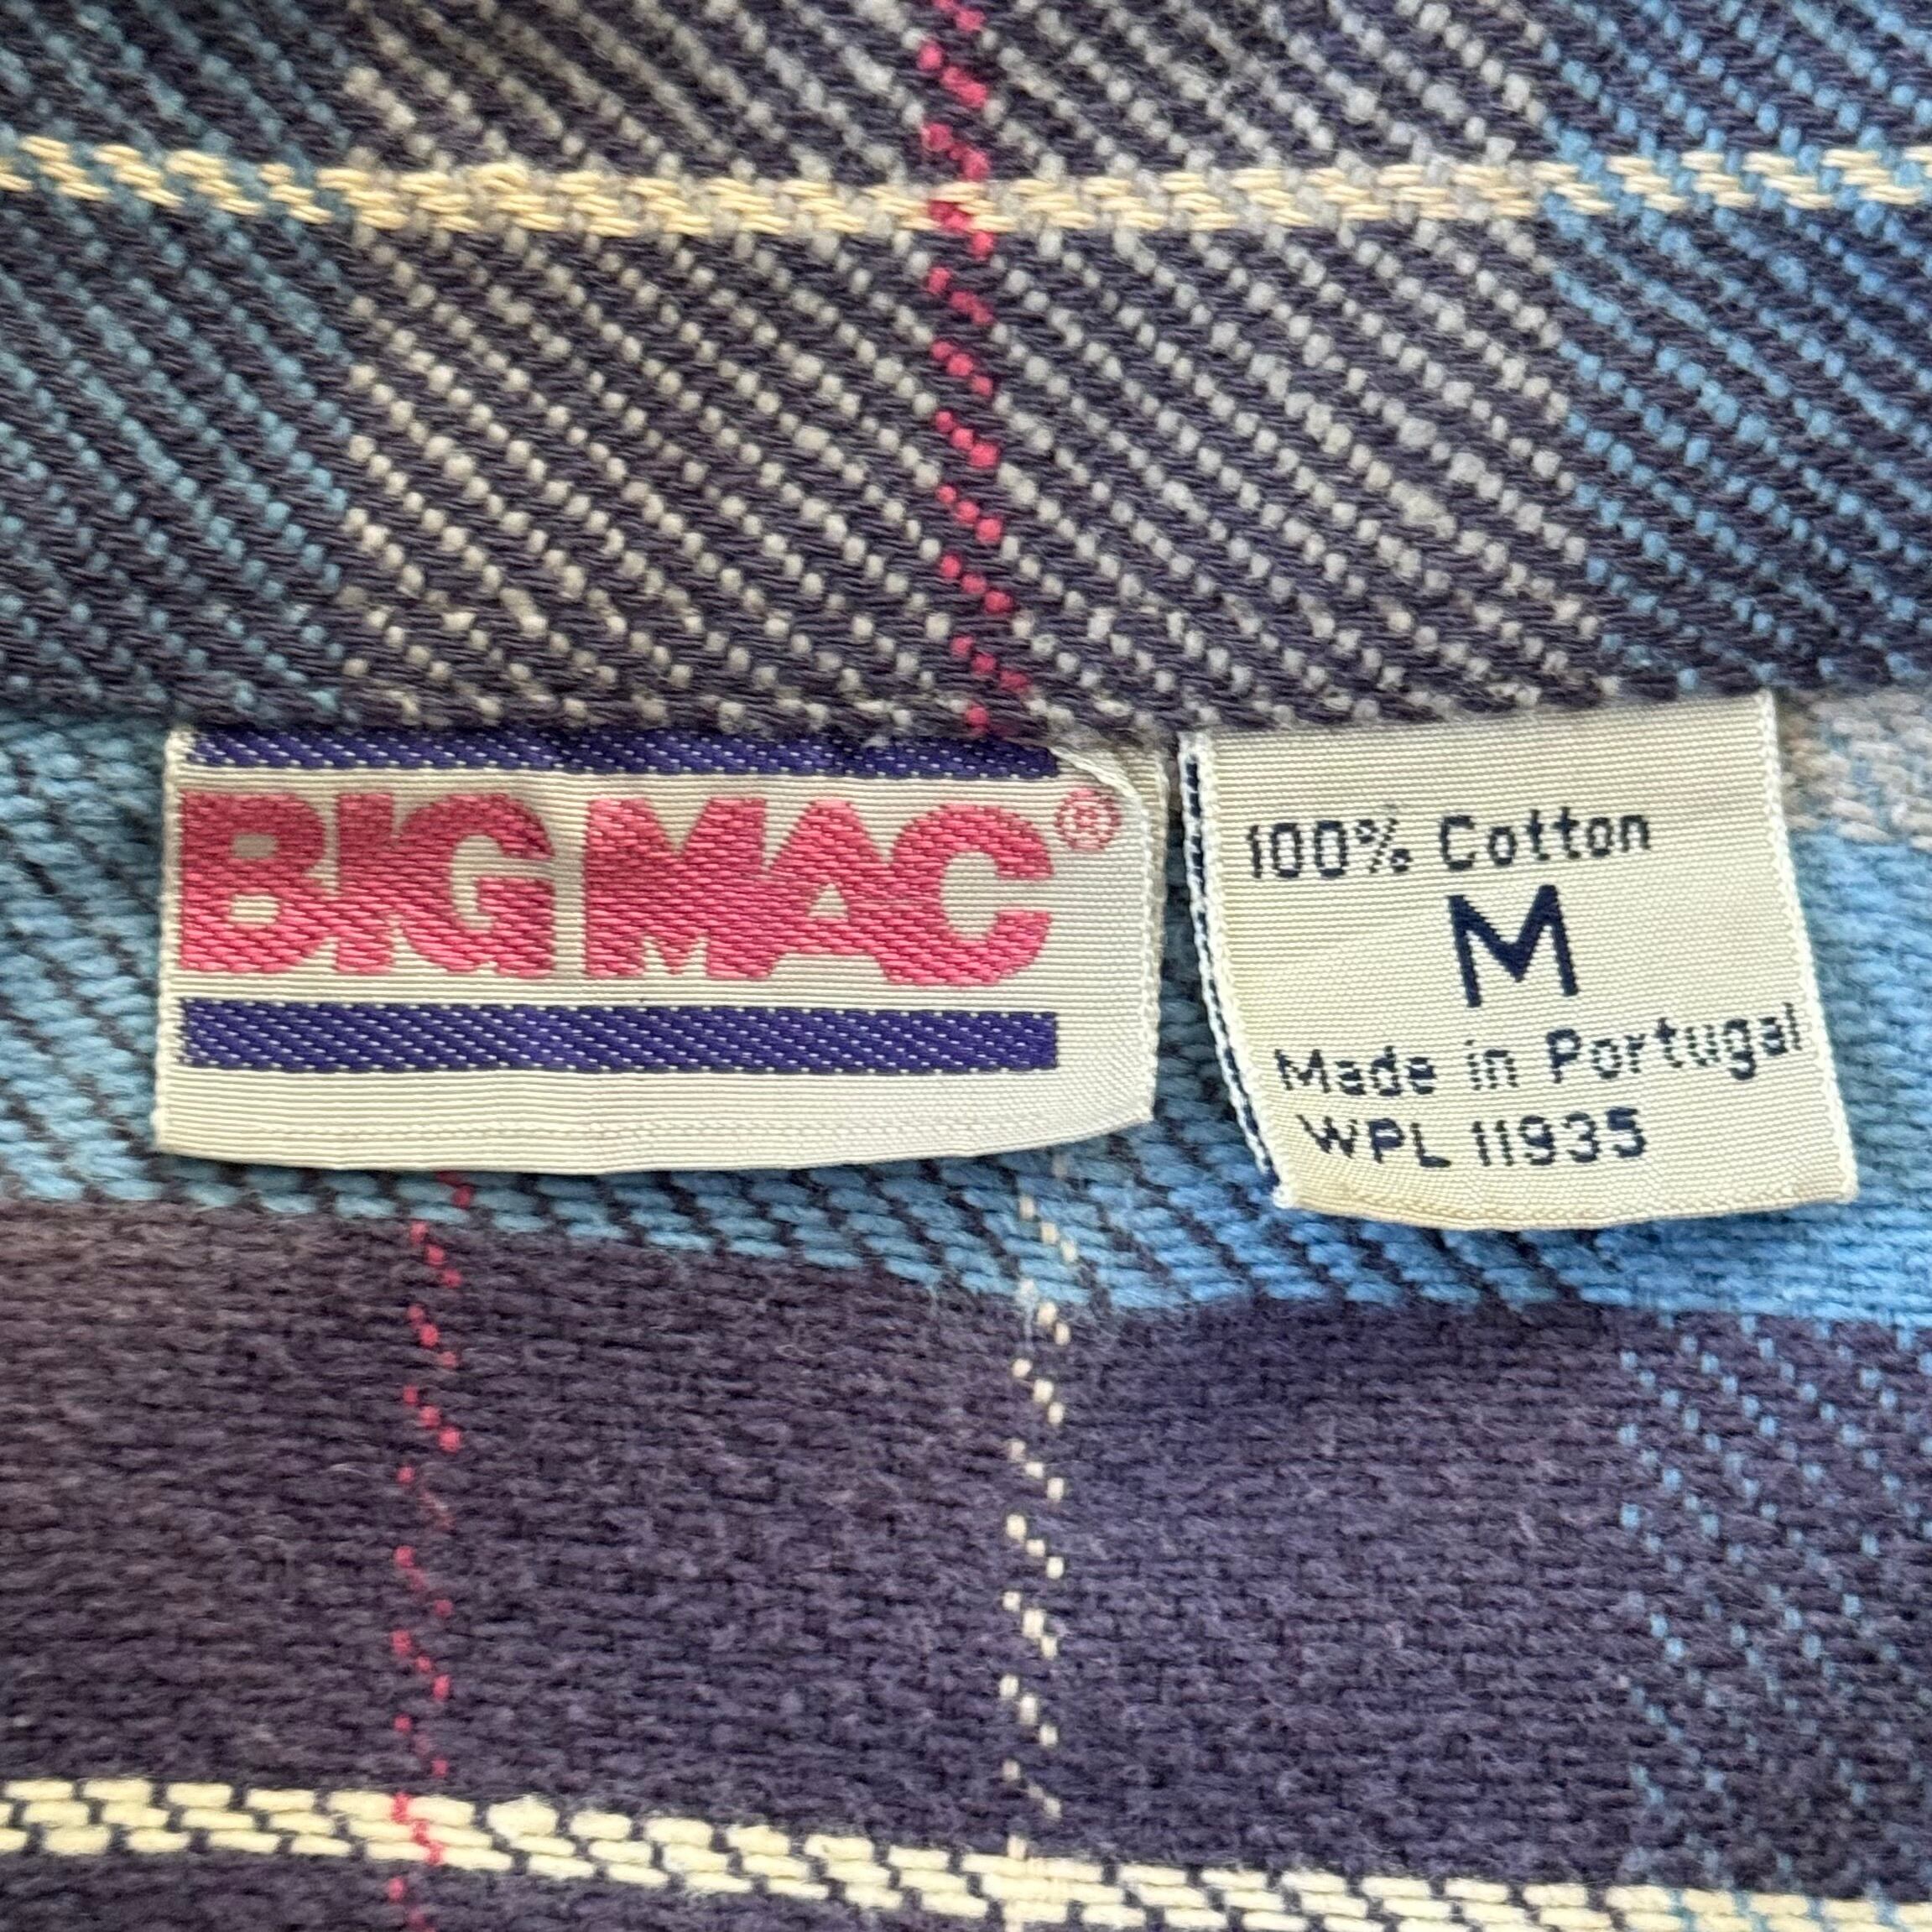 BIG MAC®
100% Cotton
M
Made in Portugal
WPL 11935